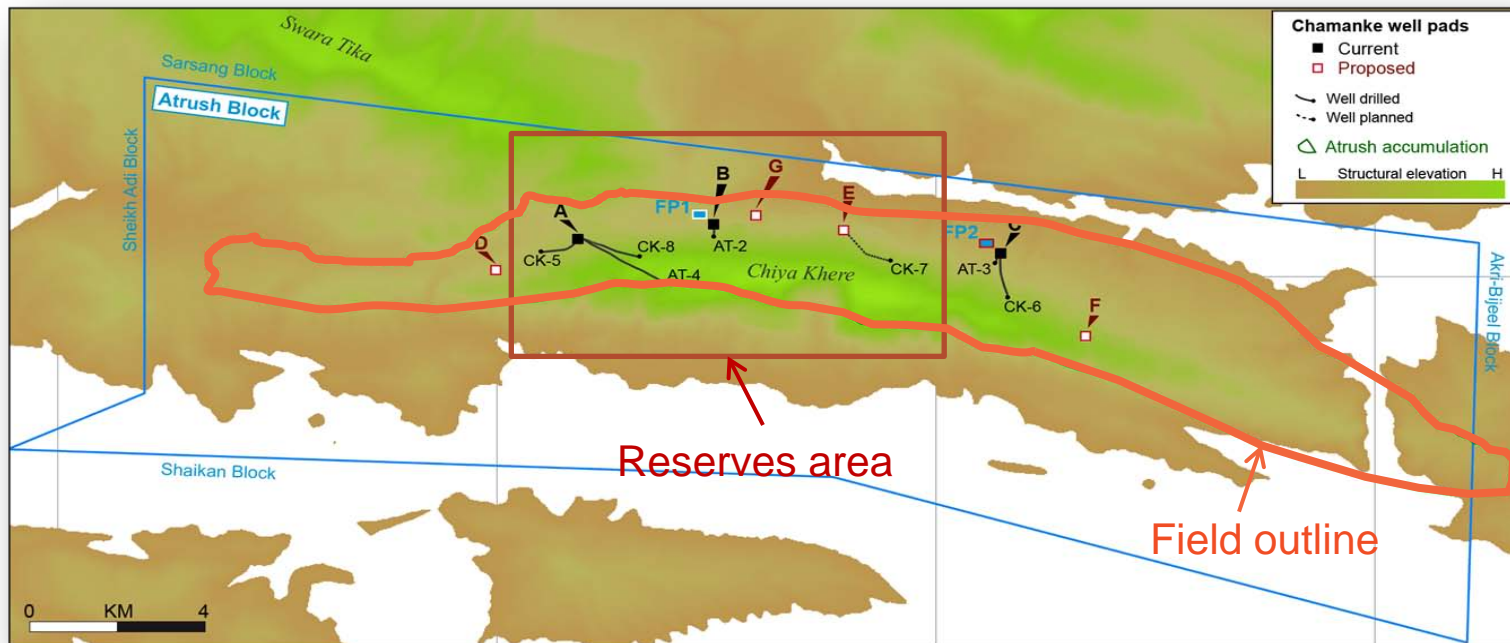 Swara Tika
Sarsang Block
Atrush Block
Sheikh Adi Block
Chamanke well pads
Current
Proposed
Well drilled
Well planned
Atrush accumulation
L Structural elevation H
B
G
E
A
FP1
D
AT-2
CK-8
CK-5
AT-4
Chiya Khere
CK-7
FP2
C
AT-3
CK-6
F
Akri-Bijeel Block
Reserves area
Shaikan Block
Field outline
0 KM 4